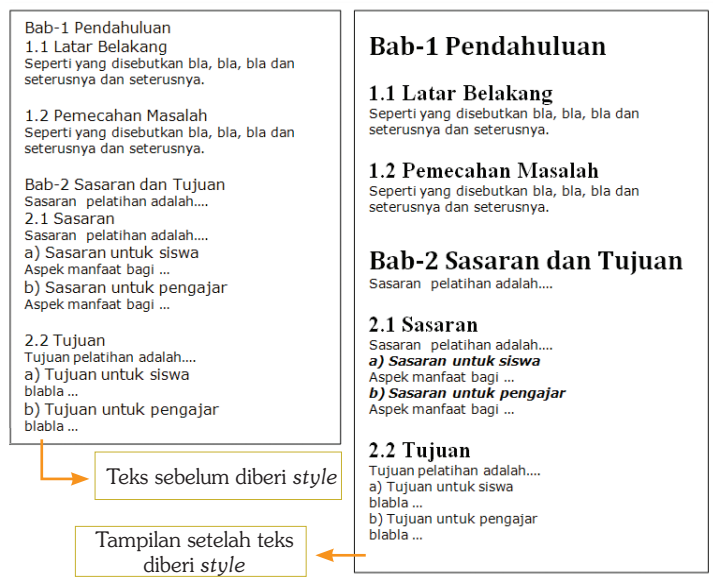 Bab-1 Pendahuluan
1.1 Latar Belakang
Seperti yang disebutkan bla, bla, bla dan
seterusnya dan seterusnya.
1.2 Pemecahan Masalah
Seperti yang disebutkan bla, bla, bla dan
seterusnya dan seterusnya.
Bab-2 Sasaran dan Tujuan
Sasaran pelatihan adalah....
2.1 Sasaran
Sasaran pelatihan adalah....
a) Sasaran untuk siswa
Aspek manfaat bagi ...
b) Sasaran untuk pengajar
Aspek manfaat bagi ...
2.2 Tujuan
Tujuan pelatihan adalah....
a) Tujuan untuk siswa
blabla ...
b) Tujuan untuk pengajar
blabla ...
Teks sebelum diberi style
Bab-1 Pendahuluan
1.1 Latar Belakang
Seperti yang disebutkan bla, bla, bla dan
seterusnya dan seterusnya.
1.2 Pemecahan Masalah
Seperti yang disebutkan bla, bla, bla dan
seterusnya dan seterusnya.
Bab-2 Sasaran dan Tujuan
Sasaran pelatihan adalah....
2.1 Sasaran
Sasaran pelatihan adalah....
a) Sasaran untuk siswa
Aspek manfaat bagi ...
b) Sasaran untuk pengajar
Aspek manfaat bagi ...
2.2 Tujuan
Tujuan pelatihan adalah....
a) Tujuan untuk siswa
blabla ...
b) Tujuan untuk pengajar
blabla ...
Tampilan setelah teks
diberi style